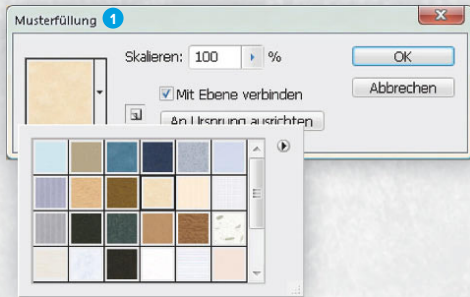 Musterfüllung 1
Skalieren: 100 %
OK
Mit Ebene verbinden
Abbrechen
An Ursprung ausrichten